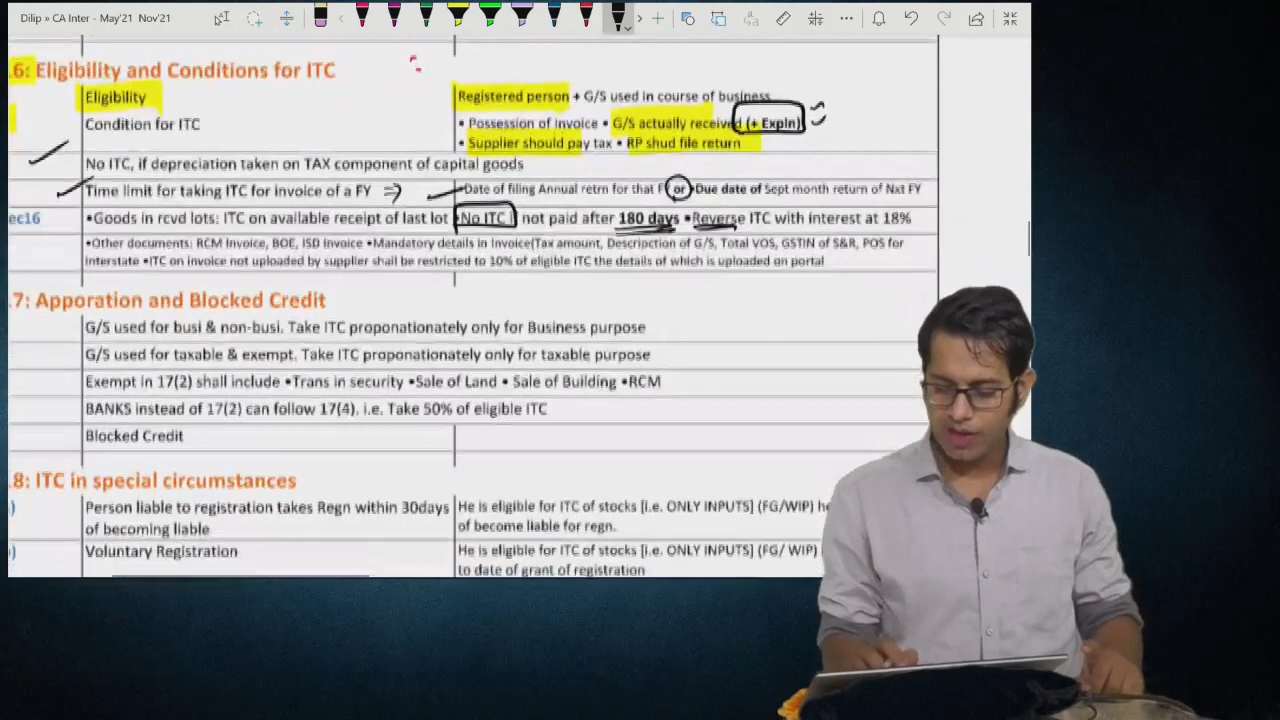 Dilip » CA Inter - May'21 Nov'21
.6: Eligibility and Conditions for ITC
Eligibility
Registered person + G/S used in course of business
Condition for ITC
• Possession of Invoice • G/S actually received (+ Expln)
• Supplier should pay tax • RP shud file return
No ITC, if depreciation taken on TAX component of capital goods
Time limit for taking ITC for invoice of a FY
•Date of filing Annual retrn for that F or •Due date of Sept month return of Nxt FY
ec16
•Goods in rcvd lots: ITC on available receipt of last lot •No ITC if not paid after 180 days •Reverse ITC with interest at 18%
•Other documents: RCM Invoice, BOE, ISD Invoice •Mandatory details in Invoice(Tax amount, Description of G/S, Total VOS, GSTIN of S&R, POS for
Interstate •ITC on invoice not uploaded by supplier shall be restricted to 10% of eligible ITC the details of which is uploaded on portal
.7: Apporation and Blocked Credit
G/S used for busi & non-busi. Take ITC proponationately only for Business purpose
G/S used for taxable & exempt. Take ITC proponationately only for taxable purpose
Exempt in 17(2) shall include •Trans in security •Sale of Land • Sale of Building •RCM
BANKS instead of 17(2) can follow 17(4). i.e. Take 50% of eligible ITC
Blocked Credit
.8: ITC in special circumstances
Person liable to registration takes Regn within 30days
of becoming liable
He is eligible for ITC of stocks [i.e. ONLY INPUTS] (FG/WIP) he
of become liable for regn.
Voluntary Registration
He is eligible for ITC of stocks [i.e. ONLY INPUTS] (FG/ WIP)
to date of grant of registration